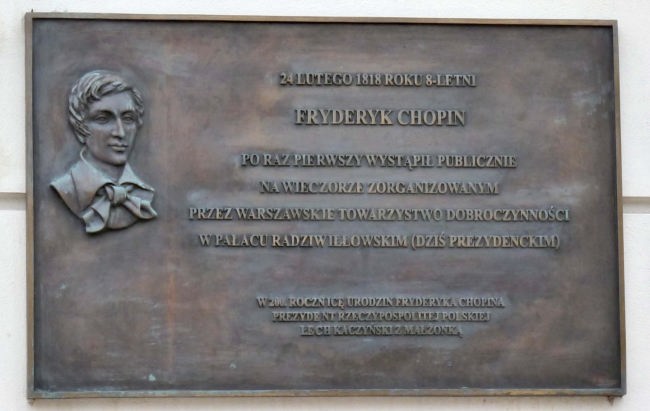 24 LUTEGO 1818 ROKU 8-LETNI
FRYDERYK CHOPIN
PO RAZ PIERWSZY WYSTĄPIŁ PUBLICZNIE
NA WIECZORZE ZORGANIZOWANYM
PRZEZ WARSZAWSKIE TOWARZYSTWO DOBROCZYNNOŚCI
W PAŁACU RADZIWIŁŁOWSKIM (DZIŚ PREZYDENCKIM)
W 200. ROCZNICĘ URODZIN FRYDERYKA CHOPINA
PREZYDENT RZECZYPOSPOLITEJ POLSKIEJ
LECH KACZYŃSKI Z MAŁŻONKĄ